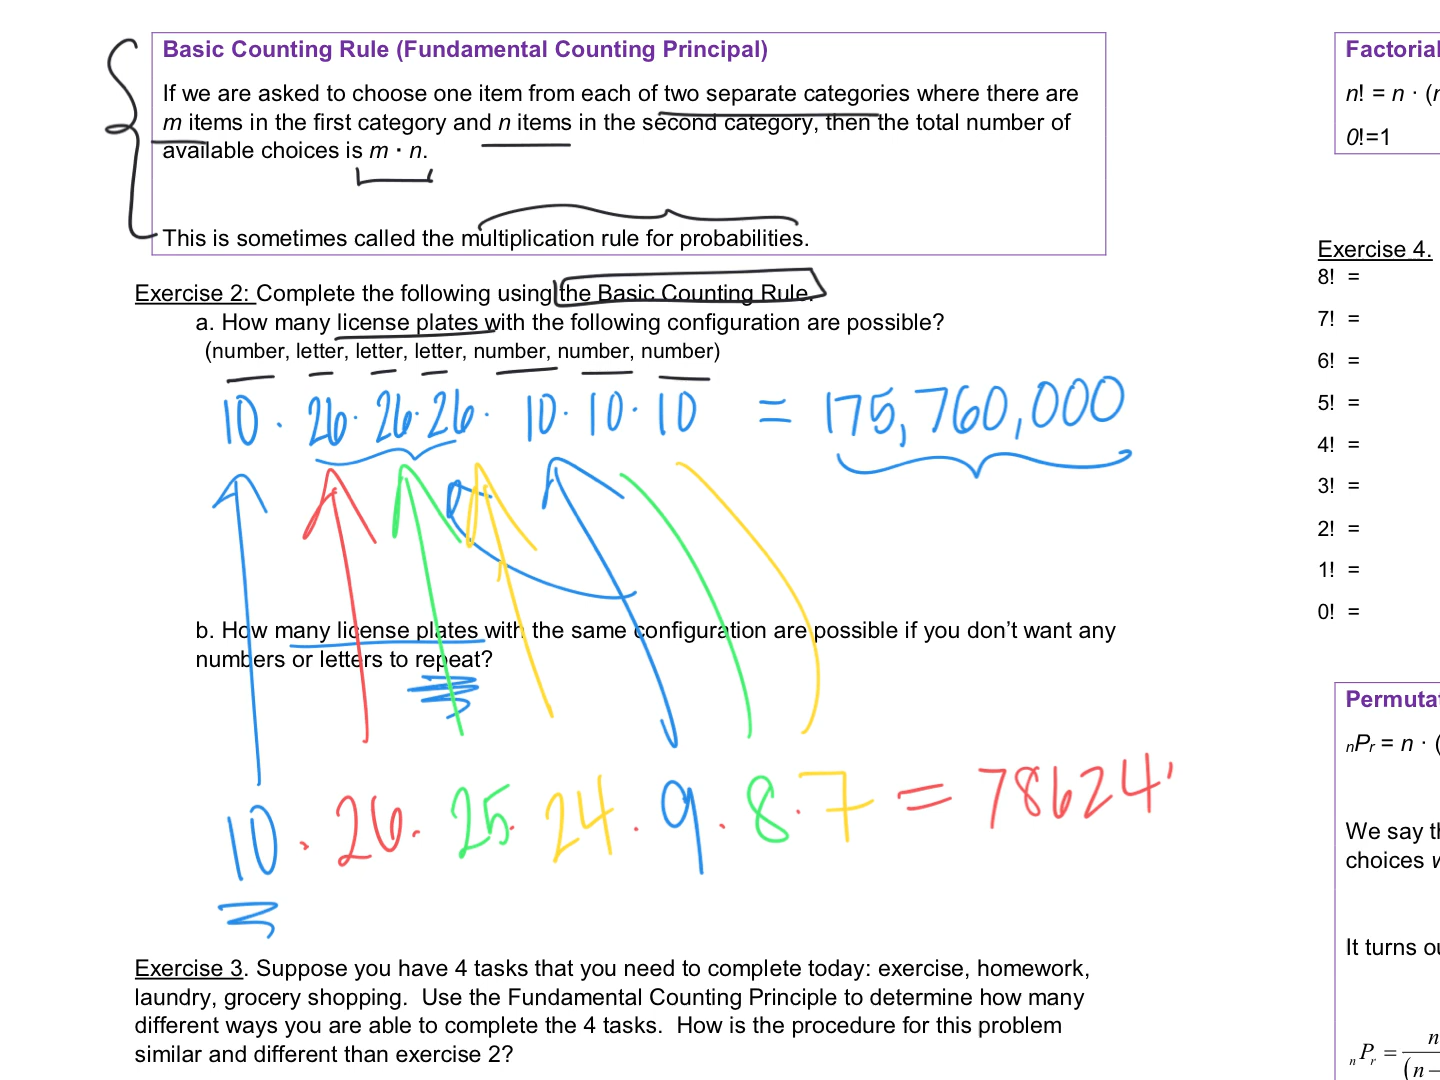 Basic Counting Rule (Fundamental Counting Principal)
If we are asked to choose one item from each of two separate categories where there are
m items in the first category and n items in the second category, then the total number of
available choices is m · n.
This is sometimes called the multiplication rule for probabilities.
Exercise 2: Complete the following using the Basic Counting Rule.
a. How many license plates with the following configuration are possible?
(number, letter, letter, letter, number, number, number)
10 · 26 · 26 · 26 · 10 · 10 · 10 = 175,760,000
b. How many license plates with the same configuration are possible if you don't want any
numbers or letters to repeat?
10 · 26 · 25 · 24 · 9 · 8 · 7 = 78624'
Exercise 3. Suppose you have 4 tasks that you need to complete today: exercise, homework,
laundry, grocery shopping. Use the Fundamental Counting Principle to determine how many
different ways you are able to complete the 4 tasks. How is the procedure for this problem
similar and different than exercise 2?
Factorial
n! = n · (
0!=1
Exercise 4.
8! =
7! =
6! =
5! =
4! =
3! =
2! =
1! =
0! =
Permuta
nPr = n · (
We say
choices
It turns
nPr = n
(n −